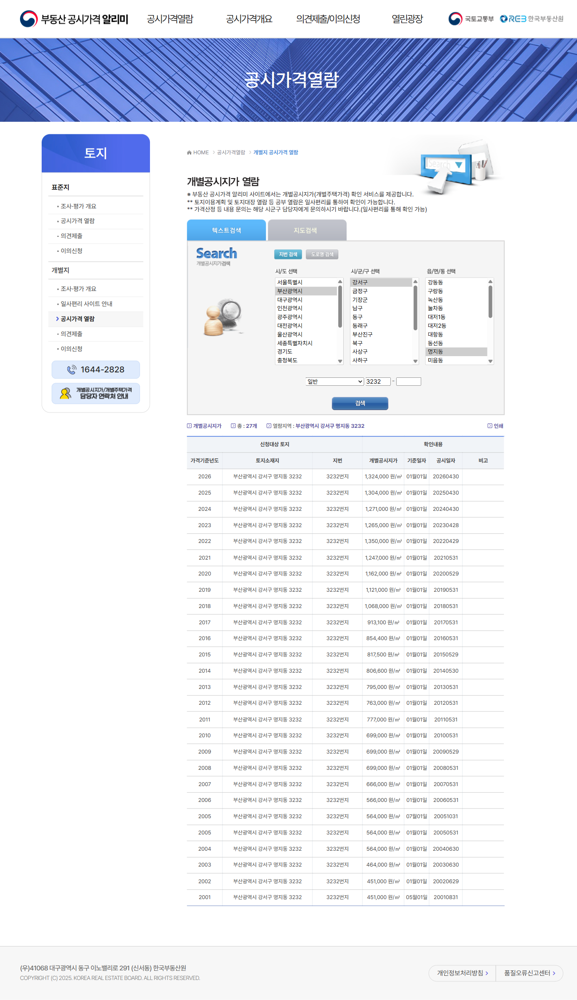 부동산 공시가격 알리미
공시가격열람
공시가격개요
의견제출/이의신청
열린광장
국토교통부
REB 한국부동산원
공시가격열람
토지
표준지
조사·평가 개요
공시가격 열람
의견제출
이의신청
개별지
조사·평가 개요
일사편리 사이트 안내
공시가격 열람
의견제출
이의신청
1644-2828
개별공시지가/개별주택가격
담당자 연락처 안내
HOME > 공시가격열람 > 개별지 공시가격 열람
Search
개별공시지가 열람
※ 부동산 공시가격 알리미 사이트에서는 개별공시지가(개별주택가격) 확인 서비스를 제공합니다.
** 토지이용계획 및 토지대장 열람 등 공부 열람은 일사편리를 통하여 확인이 가능합니다.
** 가격산정 등 내용 문의는 해당 시군구 담당자에게 문의하시기 바랍니다.(일사편리를 통해 확인 가능)
텍스트검색
지도검색
Search
개별공시지가검색
지번 검색
도로명 검색
시/도 선택
서울특별시
부산광역시
대구광역시
인천광역시
광주광역시
대전광역시
울산광역시
세종특별자치시
경기도
충청북도
시/군/구 선택
강서구
금정구
기장군
남구
동구
동래구
부산진구
북구
사상구
사하구
읍/면/동 선택
강동동
구랑동
녹산동
눌차동
대저1동
대저2동
대항동
동선동
명지동
미음동
일반 3232 -
검색
개별공시지가 총 : 27개 열람지역 : 부산광역시 강서구 명지동 3232 인쇄
신청대상 토지 확인내용
가격기준년도 토지소재지 지번 개별공시지가 기준일자 공시일자 비고
2026 부산광역시 강서구 명지동 3232 3232번지 1,324,000 원/㎡ 01월01일 20260430
2025 부산광역시 강서구 명지동 3232 3232번지 1,304,000 원/㎡ 01월01일 20250430
2024 부산광역시 강서구 명지동 3232 3232번지 1,271,000 원/㎡ 01월01일 20240430
2023 부산광역시 강서구 명지동 3232 3232번지 1,265,000 원/㎡ 01월01일 20230428
2022 부산광역시 강서구 명지동 3232 3232번지 1,350,000 원/㎡ 01월01일 20220429
2021 부산광역시 강서구 명지동 3232 3232번지 1,247,000 원/㎡ 01월01일 20210531
2020 부산광역시 강서구 명지동 3232 3232번지 1,162,000 원/㎡ 01월01일 20200529
2019 부산광역시 강서구 명지동 3232 3232번지 1,121,000 원/㎡ 01월01일 20190531
2018 부산광역시 강서구 명지동 3232 3232번지 1,068,000 원/㎡ 01월01일 20180531
2017 부산광역시 강서구 명지동 3232 3232번지 913,100 원/㎡ 01월01일 20170531
2016 부산광역시 강서구 명지동 3232 3232번지 854,400 원/㎡ 01월01일 20160531
2015 부산광역시 강서구 명지동 3232 3232번지 817,500 원/㎡ 01월01일 20150529
2014 부산광역시 강서구 명지동 3232 3232번지 806,600 원/㎡ 01월01일 20140530
2013 부산광역시 강서구 명지동 3232 3232번지 795,000 원/㎡ 01월01일 20130531
2012 부산광역시 강서구 명지동 3232 3232번지 763,000 원/㎡ 01월01일 20120531
2011 부산광역시 강서구 명지동 3232 3232번지 777,000 원/㎡ 01월01일 20110531
2010 부산광역시 강서구 명지동 3232 3232번지 699,000 원/㎡ 01월01일 20100531
2009 부산광역시 강서구 명지동 3232 3232번지 699,000 원/㎡ 01월01일 20090529
2008 부산광역시 강서구 명지동 3232 3232번지 699,000 원/㎡ 01월01일 20080531
2007 부산광역시 강서구 명지동 3232 3232번지 666,000 원/㎡ 01월01일 20070531
2006 부산광역시 강서구 명지동 3232 3232번지 566,000 원/㎡ 01월01일 20060531
2005 부산광역시 강서구 명지동 3232 3232번지 564,000 원/㎡ 07월01일 20051031
2005 부산광역시 강서구 명지동 3232 3232번지 564,000 원/㎡ 01월01일 20050531
2004 부산광역시 강서구 명지동 3232 3232번지 564,000 원/㎡ 01월01일 20040630
2003 부산광역시 강서구 명지동 3232 3232번지 464,000 원/㎡ 01월01일 20030630
2002 부산광역시 강서구 명지동 3232 3232번지 451,000 원/㎡ 01월01일 20020629
2001 부산광역시 강서구 명지동 3232 3232번지 451,000 원/㎡ 05월01일 20010831
(우)41068 대구광역시 동구 이노밸리로 291 (신서동) 한국부동산원
COPYRIGHT (C) 2025. KOREA REAL ESTATE BOARD. ALL RIGHTS RESERVED.
개인정보처리방침 >
품질오류신고센터 >